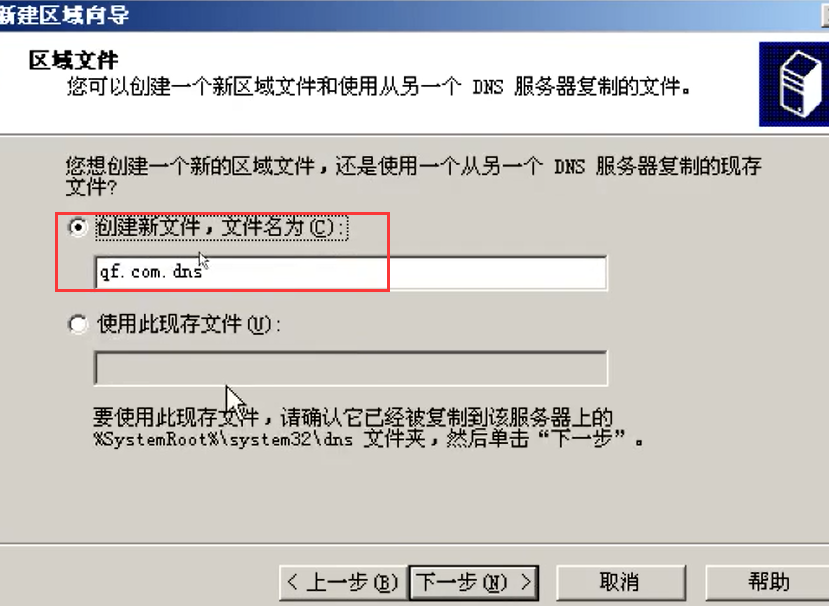 新建区域向导
区域文件
您可以创建一个新区域文件和使用从另一个 DNS 服务器复制的文件。
您想创建一个新的区域文件，还是使用一个从另一个 DNS 服务器复制的现存
文件?
创建新文件，文件名为(C):
qf.com.dns
使用此现存文件(U):
要使用此现存文件，请确认它已经被复制到该服务器上的
%SystemRoot%\system32\dns 文件夹，然后单击“下一步”。
< 上一步(B) 下一步(N) > 取消 帮助